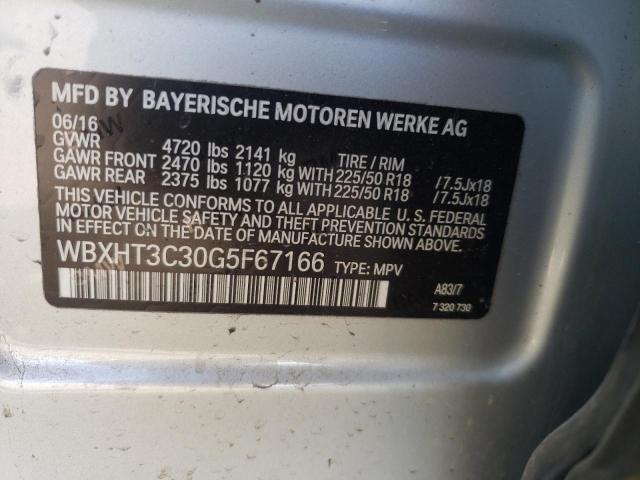 MFD BY BAYERISCHE MOTOREN WERKE AG
06/16
GVWR 4720 lbs 2141 kg TIRE / RIM
GAWR FRONT 2470 lbs 1120 kg WITH 225/50 R18 /7.5Jx18
GAWR REAR 2375 lbs 1077 kg WITH 225/50 R18 /7.5Jx18
THIS VEHICLE CONFORMS TO ALL APPLICABLE U.S. FEDERAL
MOTOR VEHICLE SAFETY AND THEFT PREVENTION STANDARDS
IN EFFECT ON THE DATE OF MANUFACTURE SHOWN ABOVE.
WBXHT3C30G5F67166 TYPE: MPV
A83/7
7 320 730